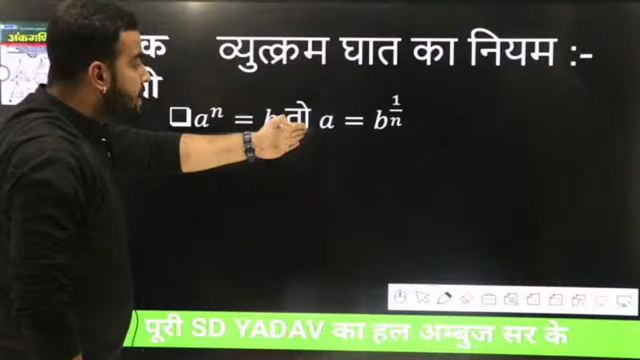 अंकगणि
क व्युत्क्रम घात का नियम :-
❑aⁿ = b तो a = b^(1/n)
पूरी SD YADAV का हल अम्बुज सर के